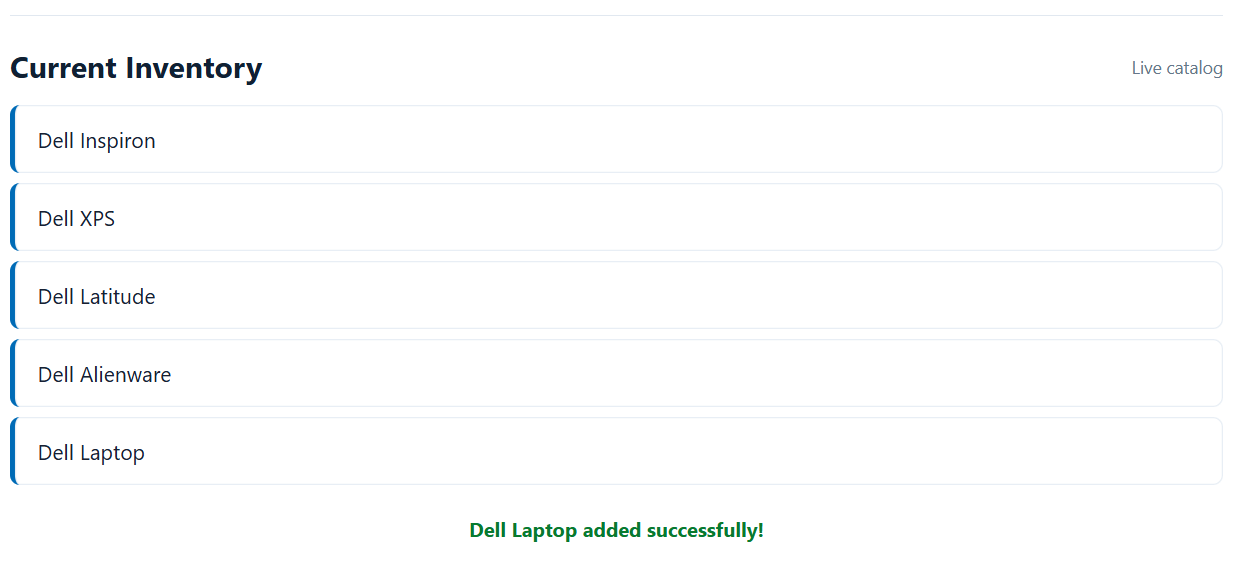 Current Inventory
Live catalog
Dell Inspiron
Dell XPS
Dell Latitude
Dell Alienware
Dell Laptop
Dell Laptop added successfully!